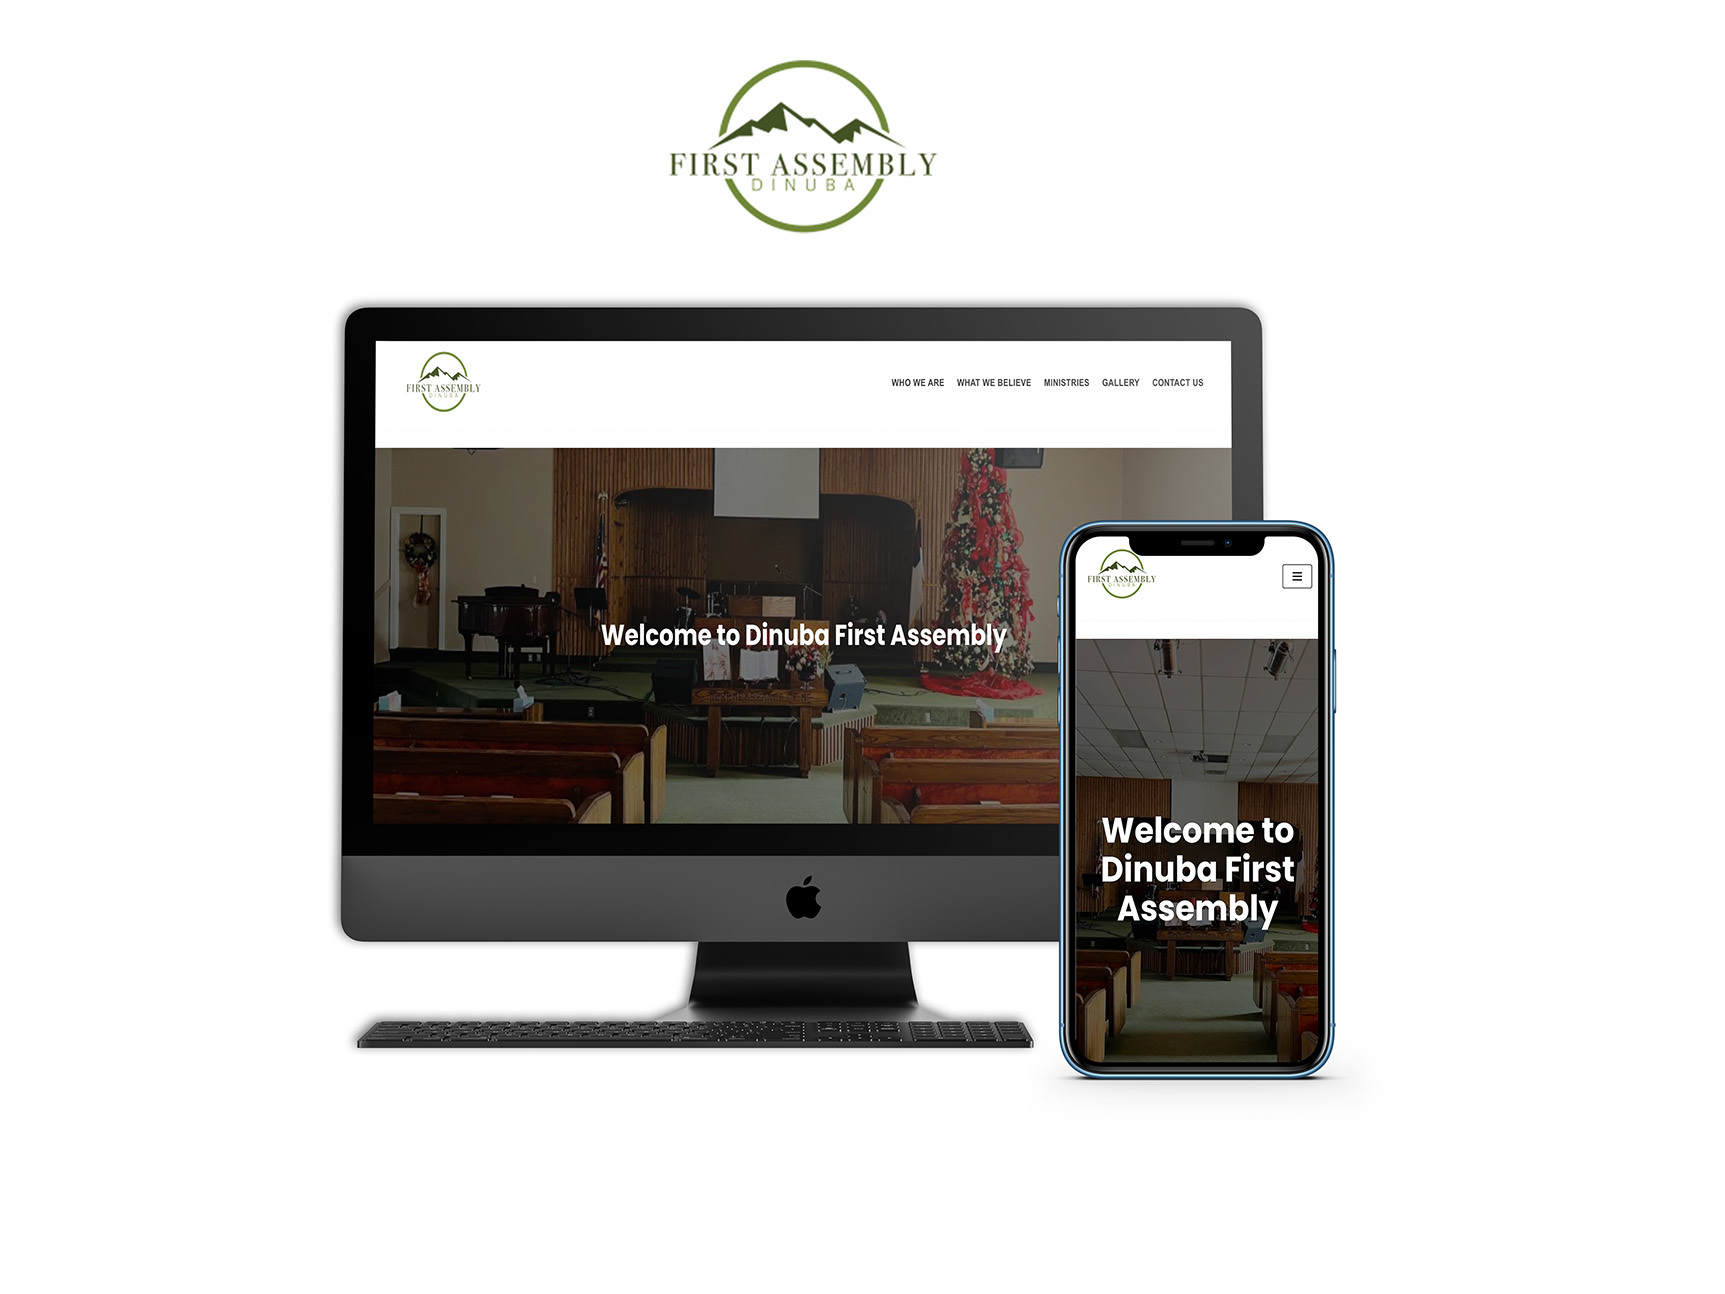 FIRST ASSEMBLY
DINUBA
FIRST ASSEMBLY
DINUBA
WHO WE ARE WHAT WE BELIEVE MINISTRIES GALLERY CONTACT US
Welcome to Dinuba First Assembly
FIRST ASSEMBLY
DINUBA
Welcome to
Dinuba First
Assembly